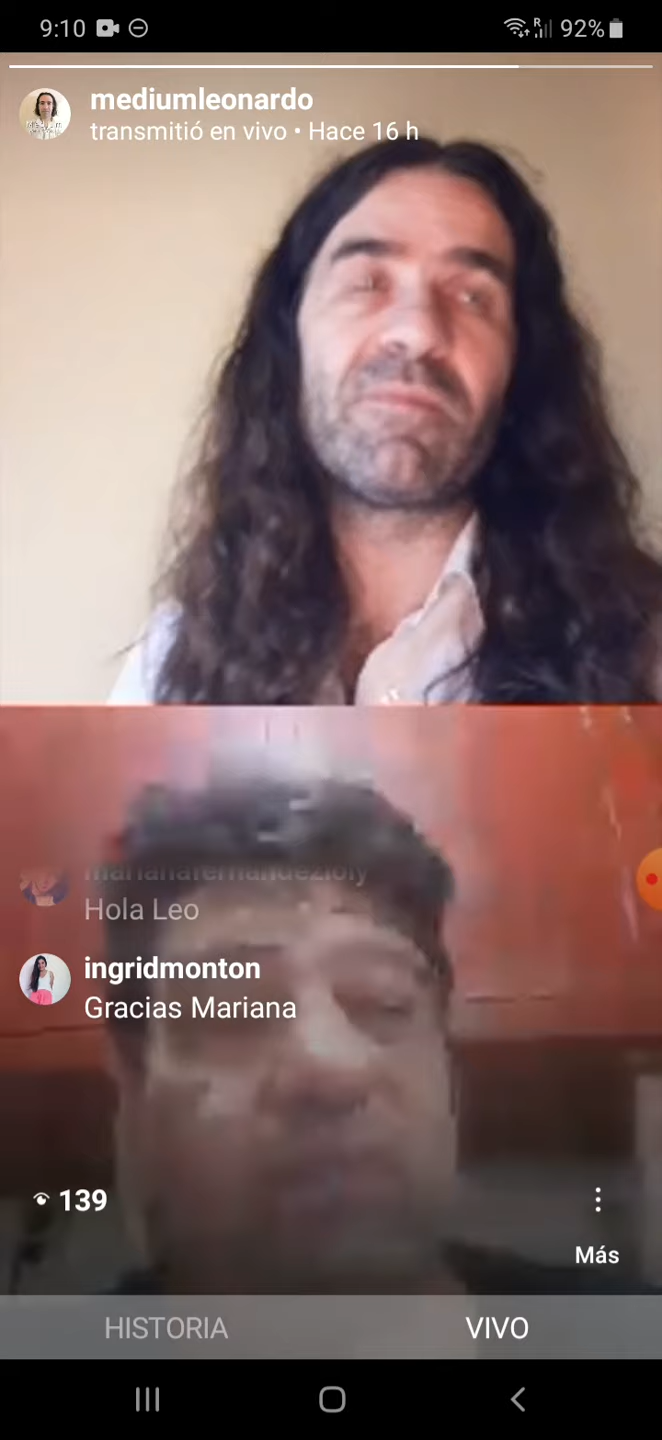 9:10
R
92%
mediumleonardo
transmitió en vivo • Hace 16 h
Hola Leo
ingridmonton
Gracias Mariana
139
Más
HISTORIA
VIVO